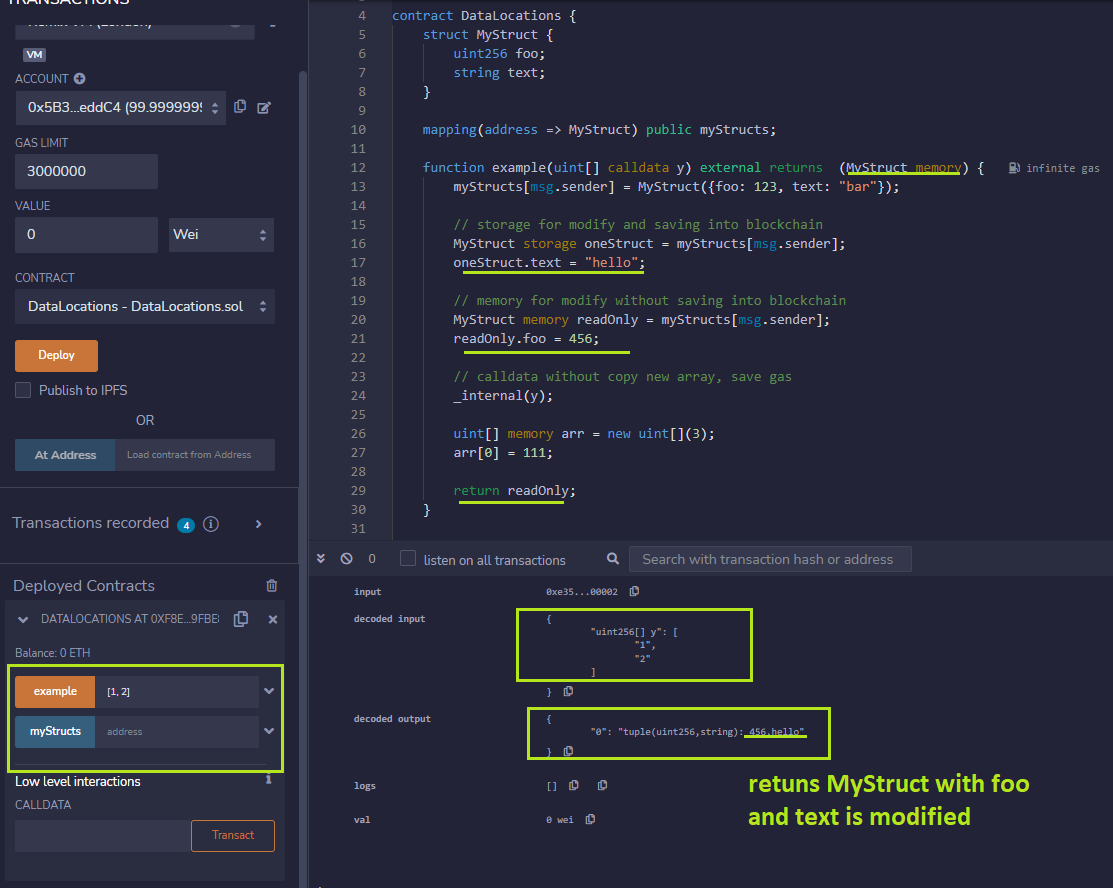 TRANSACTIONS
VM
ACCOUNT
0x5B3...eddC4 (99.9999999
GAS LIMIT
3000000
VALUE
0
Wei
CONTRACT
DataLocations - DataLocations.sol
Deploy
Publish to IPFS
OR
At Address
Load contract from Address
Transactions recorded 4 i
Deployed Contracts
DATALOCATIONS AT 0XF8E...9FBE
Balance: 0 ETH
example
[1, 2]
myStructs
address
Low level interactions
i
CALLDATA
Transact
4 contract DataLocations {
5 struct MyStruct {
6 uint256 foo;
7 string text;
8 }
9
10 mapping(address => MyStruct) public myStructs;
11
12 function example(uint[] calldata y) external returns (MyStruct memory) { infinite gas
13 myStructs[msg.sender] = MyStruct({foo: 123, text: "bar"});
14
15 // storage for modify and saving into blockchain
16 MyStruct storage oneStruct = myStructs[msg.sender];
17 oneStruct.text = "hello";
18
19 // memory for modify without saving into blockchain
20 MyStruct memory readOnly = myStructs[msg.sender];
21 readOnly.foo = 456;
22
23 // calldata without copy new array, save gas
24 _internal(y);
25
26 uint[] memory arr = new uint[](3);
27 arr[0] = 111;
28
29 return readOnly;
30 }
31
0
listen on all transactions
Search with transaction hash or address
input 0xe35...00002
decoded input {
"uint256[] y": [
"1",
"2"
]
}
decoded output {
"0": "tuple(uint256,string): 456,hello"
}
logs []
val 0 wei
retuns MyStruct with foo
and text is modified